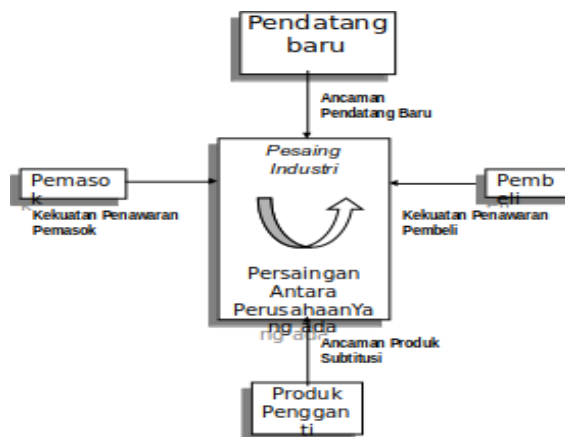 Pendatang
baru
Ancaman
Pendatang Baru
Pesaing
Industri
Pemaso
k
Kekuatan Penawaran
Pemasok
Pemb
eli
Kekuatan Penawaran
Pembeli
Persaingan
Antara
PerusahaanYa
ng ada
Ancaman Produk
Subtitusi
Produk
Penggan
ti